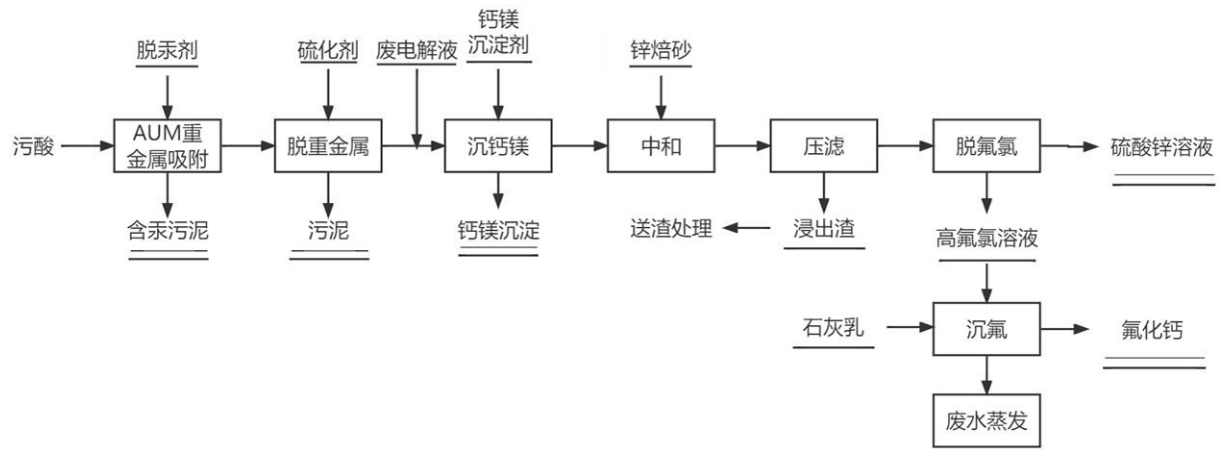 钙镁
沉淀剂
脱汞剂
硫化剂
废电解液
锌焙砂
污酸
AUM重
金属吸附
脱重金属
沉钙镁
中和
压滤
脱氟氯
硫酸锌溶液
含汞污泥
污泥
钙镁沉淀
送渣处理
浸出渣
高氟氯溶液
石灰乳
沉氟
氟化钙
废水蒸发